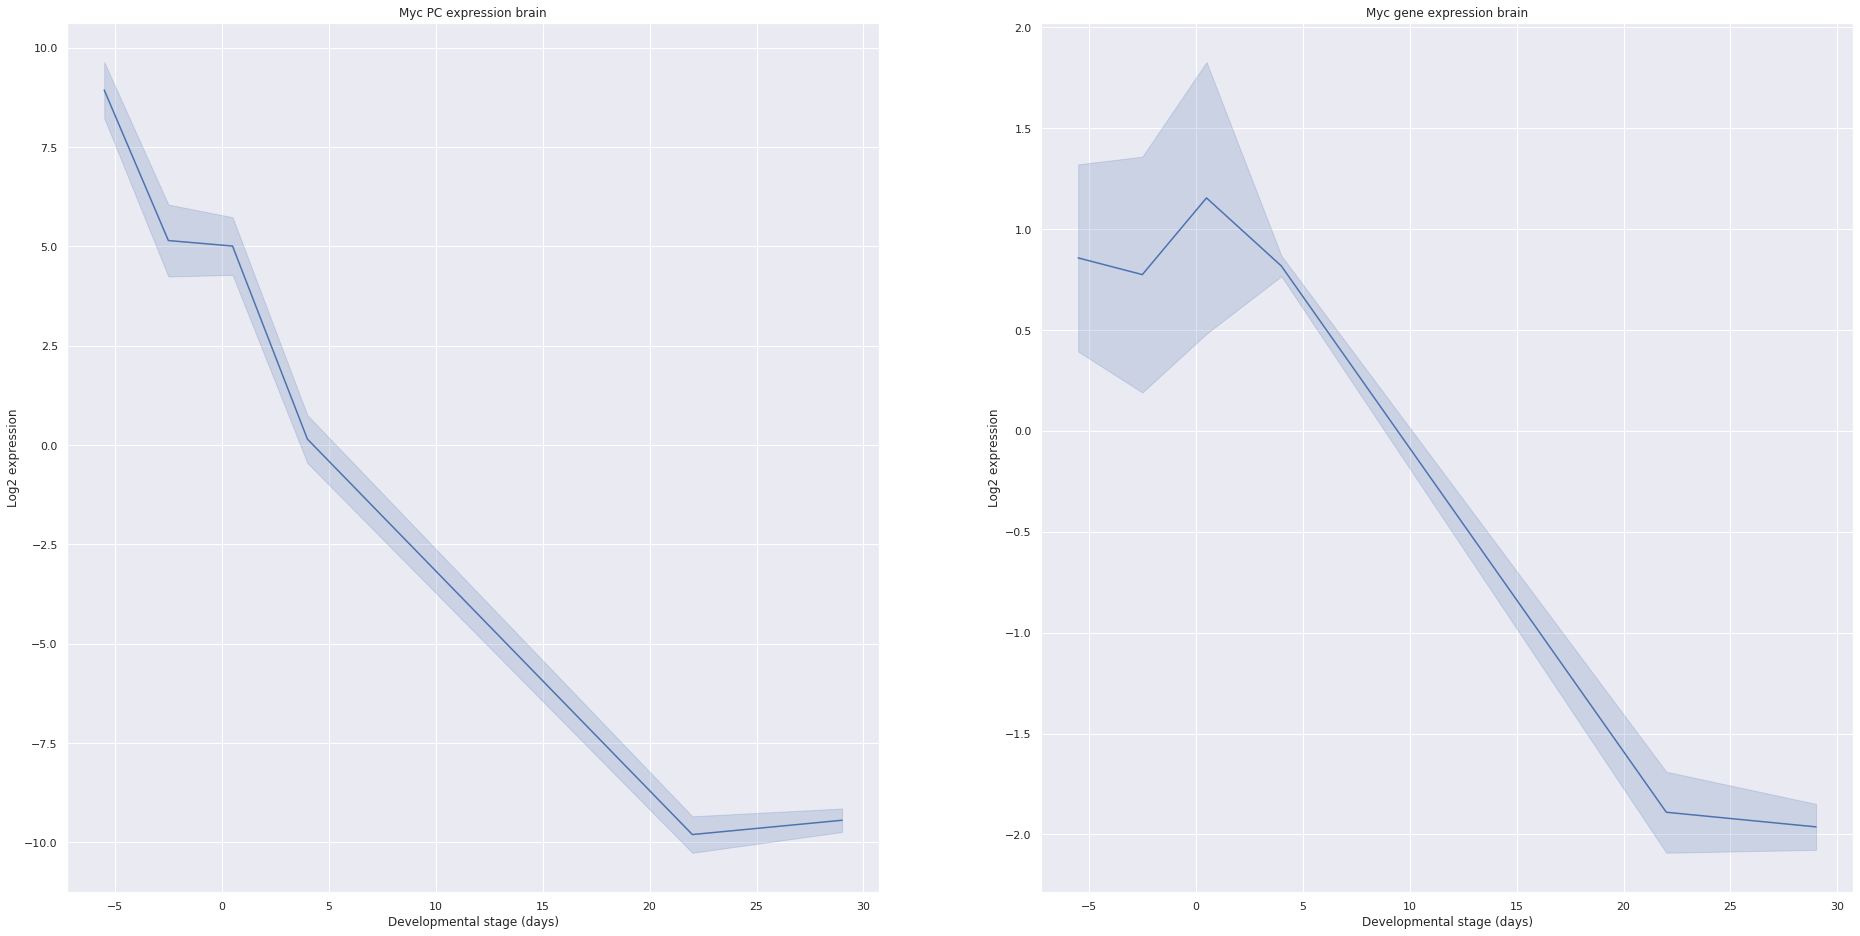 Myc PC expression brain
10.0
7.5
5.0
2.5
0.0
−2.5
−5.0
−7.5
−10.0
Log2 expression
−5 0 5 10 15 20 25 30
Developmental stage (days)
Myc gene expression brain
2.0
1.5
1.0
0.5
0.0
−0.5
−1.0
−1.5
−2.0
Log2 expression
−5 0 5 10 15 20 25 30
Developmental stage (days)